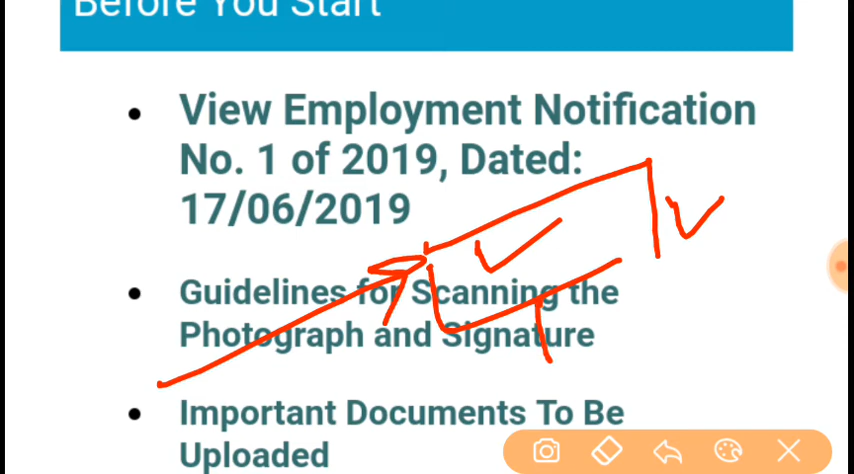 Before You Start
View Employment Notification
No. 1 of 2019, Dated:
17/06/2019
Guidelines for Scanning the
Photograph and Signature
Important Documents To Be
Uploaded